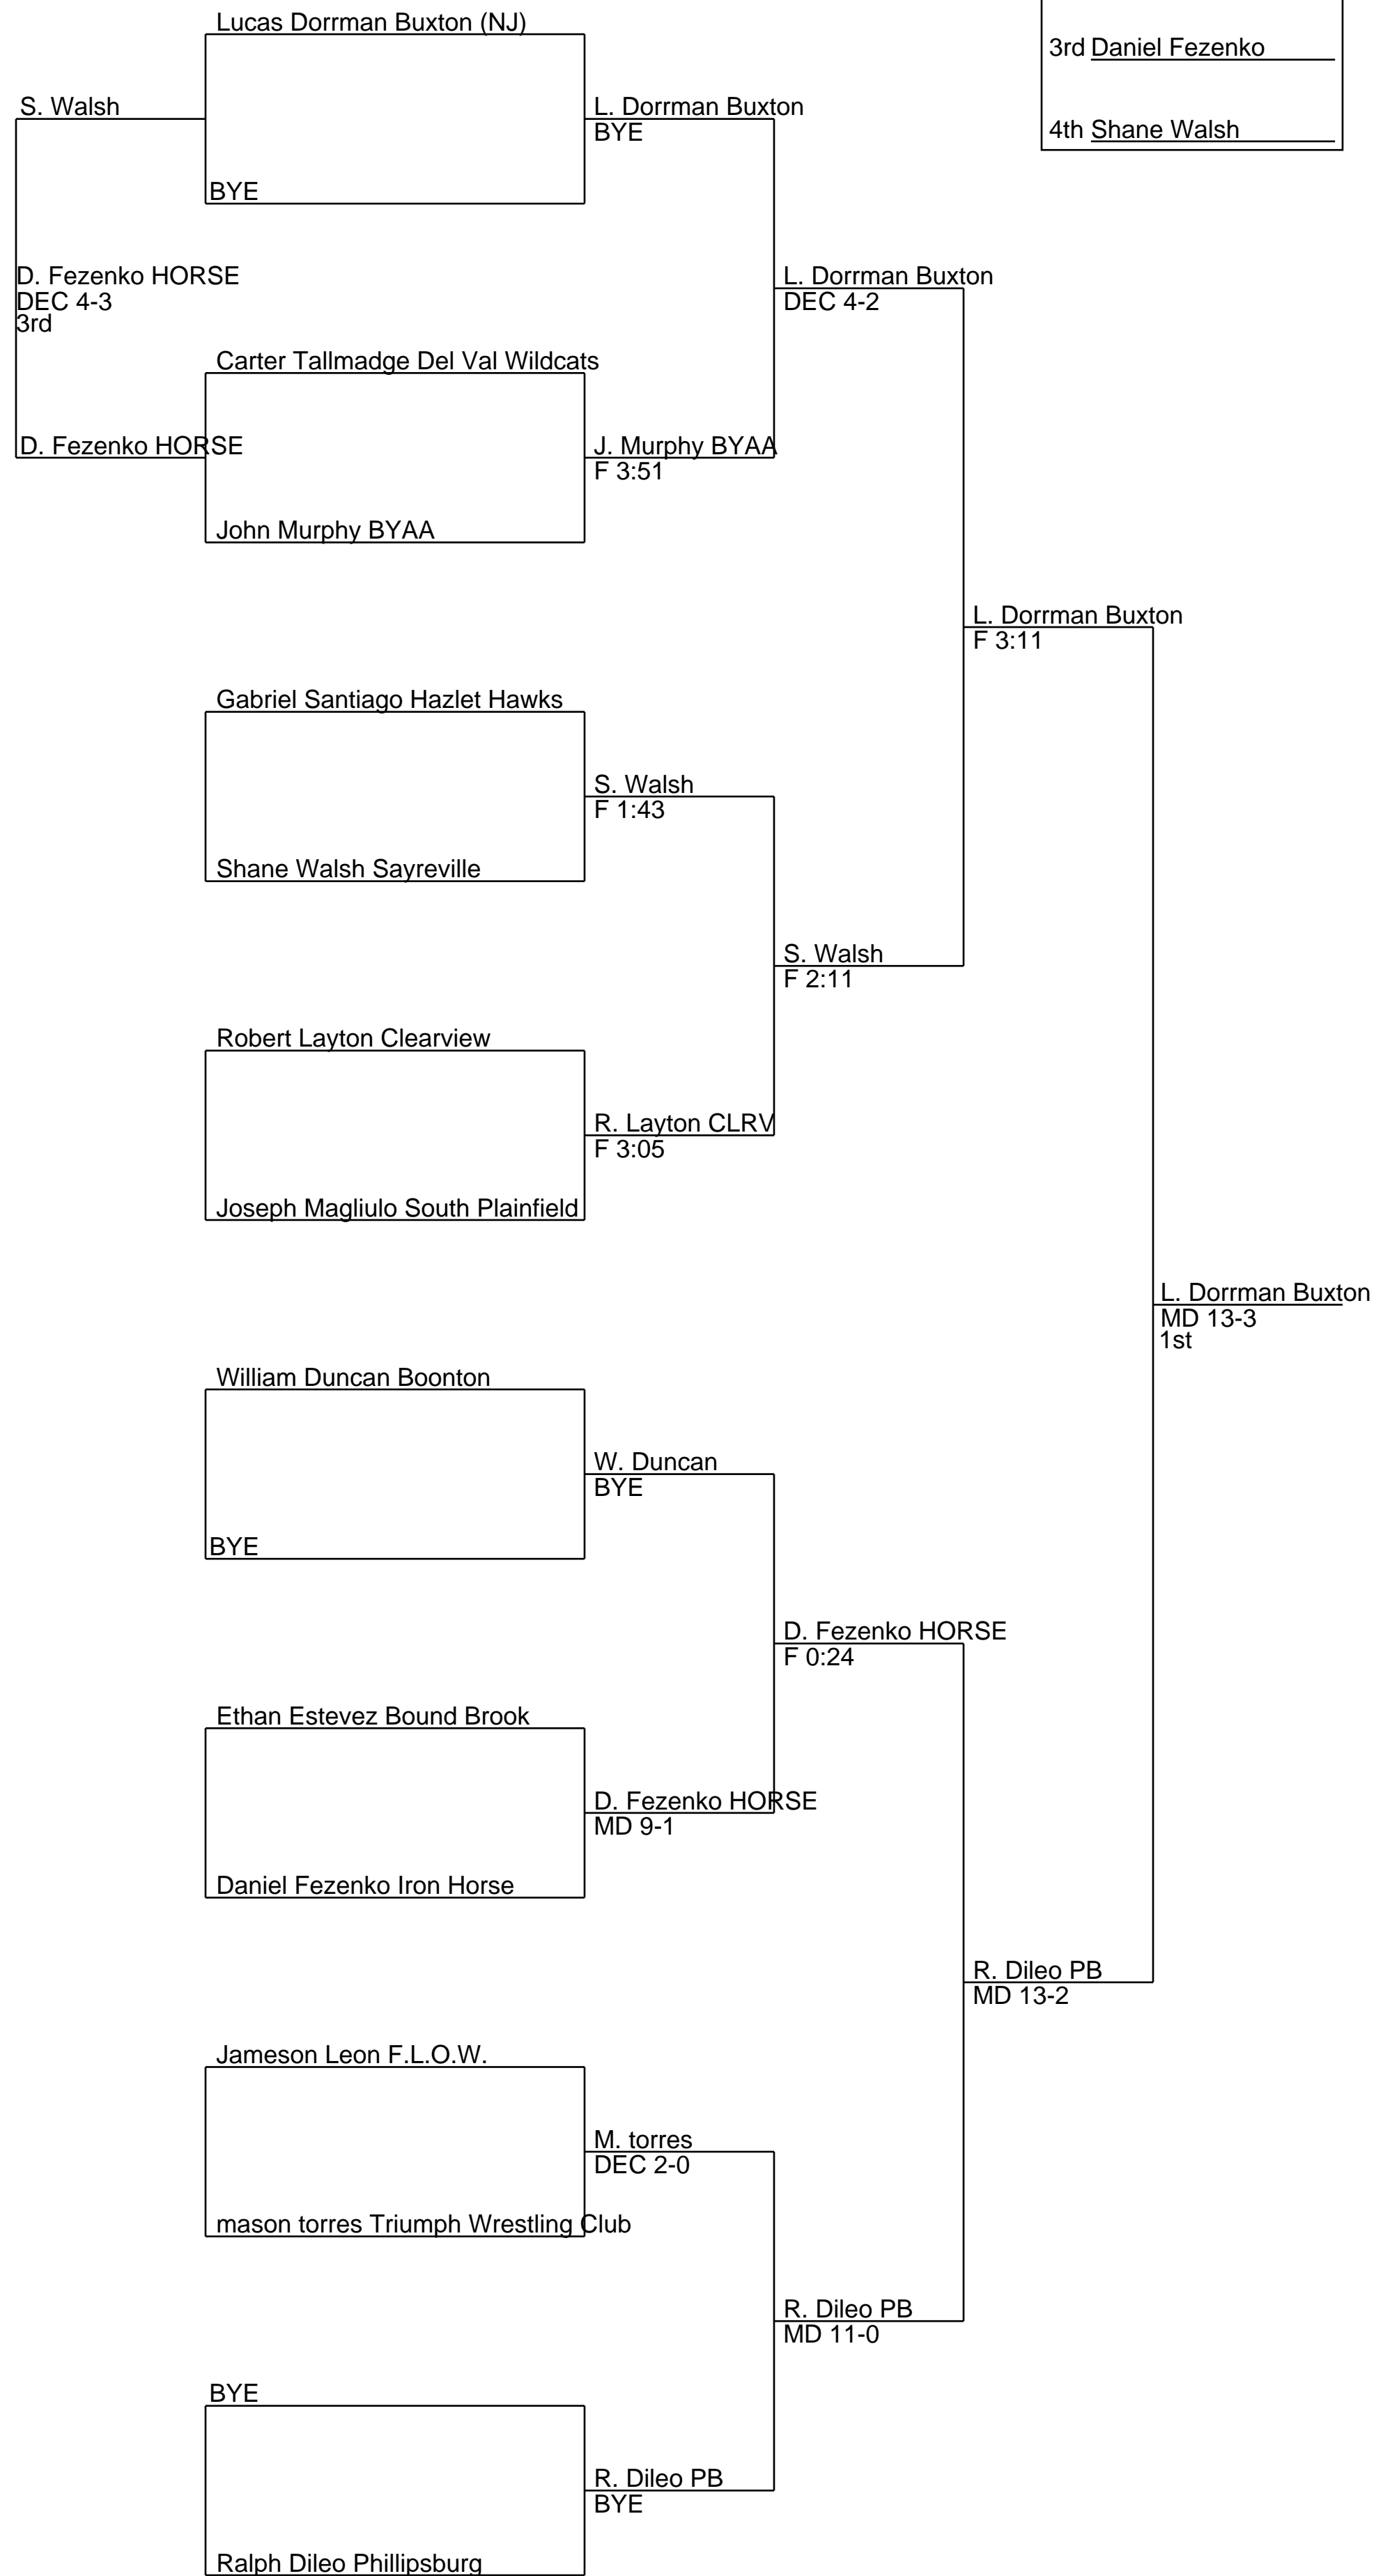 Lucas Dorrman Buxton (NJ)
3rd Daniel Fezenko
S. Walsh
L. Dorrman Buxton
BYE
4th Shane Walsh
BYE
D. Fezenko HORSE
DEC 4-3
3rd
L. Dorrman Buxton
DEC 4-2
Carter Tallmadge Del Val Wildcats
D. Fezenko HORSE
J. Murphy BYAA
F 3:51
John Murphy BYAA
L. Dorrman Buxton
F 3:11
Gabriel Santiago Hazlet Hawks
S. Walsh
F 1:43
Shane Walsh Sayreville
S. Walsh
F 2:11
Robert Layton Clearview
R. Layton CLRV
F 3:05
Joseph Magliulo South Plainfield
L. Dorrman Buxton
MD 13-3
1st
William Duncan Boonton
W. Duncan
BYE
BYE
D. Fezenko HORSE
F 0:24
Ethan Estevez Bound Brook
D. Fezenko HORSE
MD 9-1
Daniel Fezenko Iron Horse
R. Dileo PB
MD 13-2
Jameson Leon F.L.O.W.
M. torres
DEC 2-0
mason torres Triumph Wrestling Club
R. Dileo PB
MD 11-0
BYE
R. Dileo PB
BYE
Ralph Dileo Phillipsburg